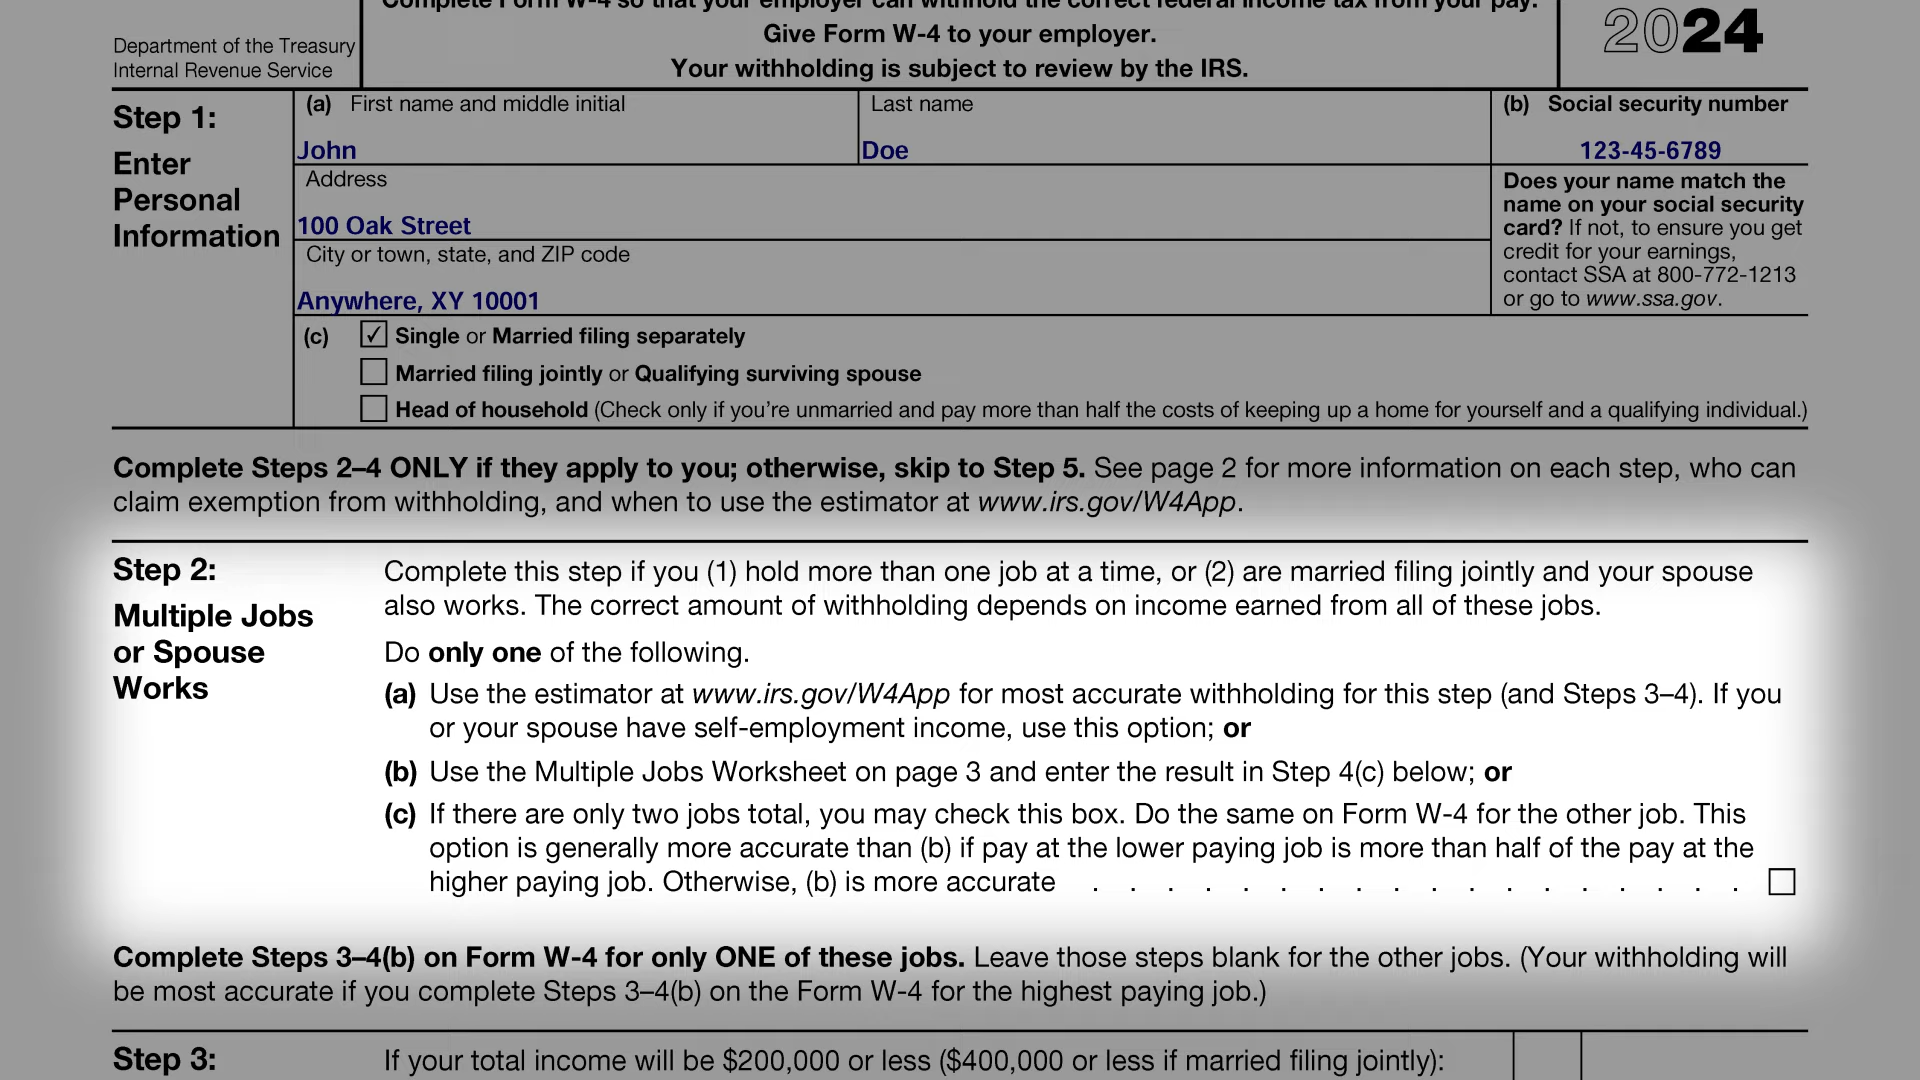 Complete Form W-4 so that your employer can withhold the correct federal income tax from your pay.
Department of the Treasury
Internal Revenue Service
Give Form W-4 to your employer.
Your withholding is subject to review by the IRS.
2024
Step 1:
Enter
Personal
Information
(a) First name and middle initial
Last name
(b) Social security number
John
Doe
123-45-6789
Address
100 Oak Street
City or town, state, and ZIP code
Anywhere, XY 10001
Does your name match the
name on your social security
card? If not, to ensure you get
credit for your earnings,
contact SSA at 800-772-1213
or go to www.ssa.gov.
(c) ✓ Single or Married filing separately
Married filing jointly or Qualifying surviving spouse
Head of household (Check only if you’re unmarried and pay more than half the costs of keeping up a home for yourself and a qualifying individual.)
Complete Steps 2–4 ONLY if they apply to you; otherwise, skip to Step 5. See page 2 for more information on each step, who can
claim exemption from withholding, and when to use the estimator at www.irs.gov/W4App.
Step 2:
Multiple Jobs
or Spouse
Works
Complete this step if you (1) hold more than one job at a time, or (2) are married filing jointly and your spouse
also works. The correct amount of withholding depends on income earned from all of these jobs.
Do only one of the following.
(a) Use the estimator at www.irs.gov/W4App for most accurate withholding for this step (and Steps 3–4). If you
or your spouse have self-employment income, use this option; or
(b) Use the Multiple Jobs Worksheet on page 3 and enter the result in Step 4(c) below; or
(c) If there are only two jobs total, you may check this box. Do the same on Form W-4 for the other job. This
option is generally more accurate than (b) if pay at the lower paying job is more than half of the pay at the
higher paying job. Otherwise, (b) is more accurate . . . . . . . . . . . . . . . . . .
Complete Steps 3–4(b) on Form W-4 for only ONE of these jobs. Leave those steps blank for the other jobs. (Your withholding will
be most accurate if you complete Steps 3–4(b) on the Form W-4 for the highest paying job.)
Step 3:
If your total income will be $200,000 or less ($400,000 or less if married filing jointly):